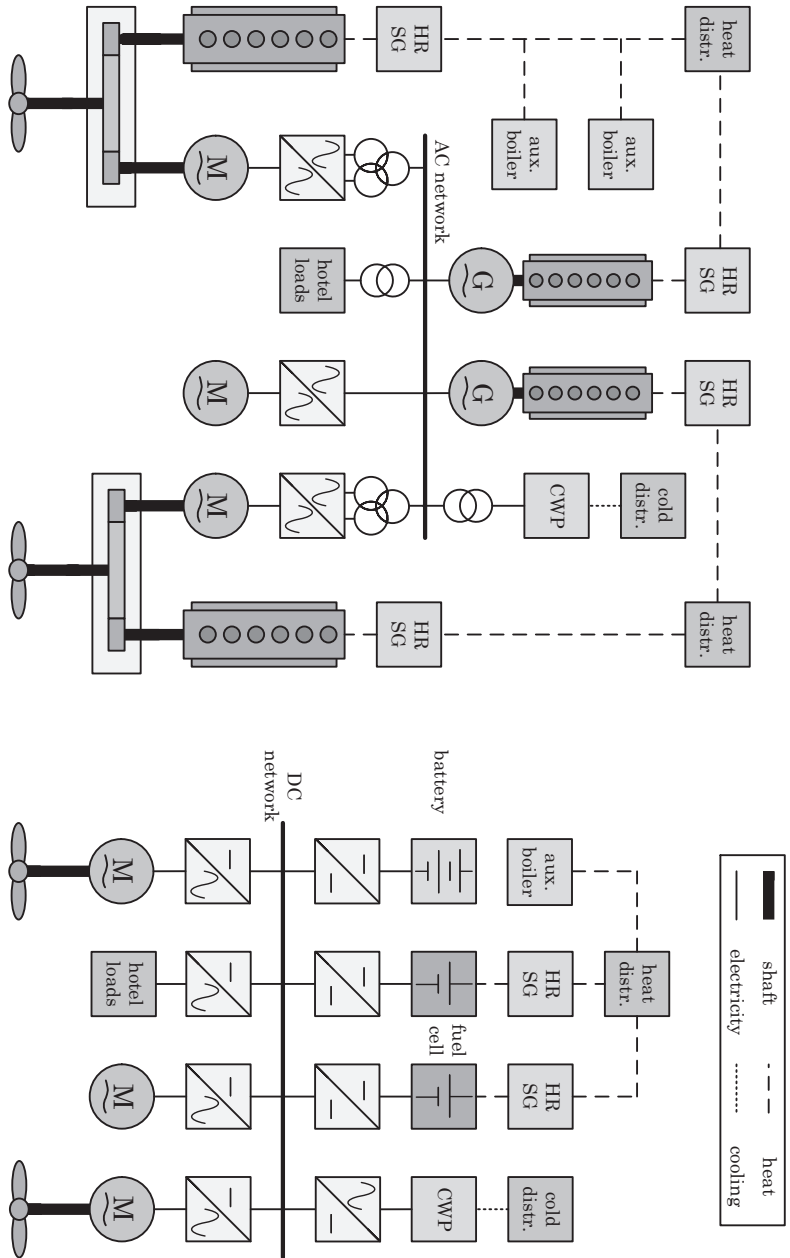 HR
SG
heat
distr.
aux.
boiler
aux.
boiler
M
AC network
hotel
loads
G
HR
SG
M
G
HR
SG
M
CWP
cold
distr.
HR
SG
heat
distr.
battery
DC
network
M
aux.
boiler
hotel
loads
fuel
cell
HR
SG
heat
distr.
M
HR
SG
M
CWP
cold
distr.
shaft
heat
electricity
cooling